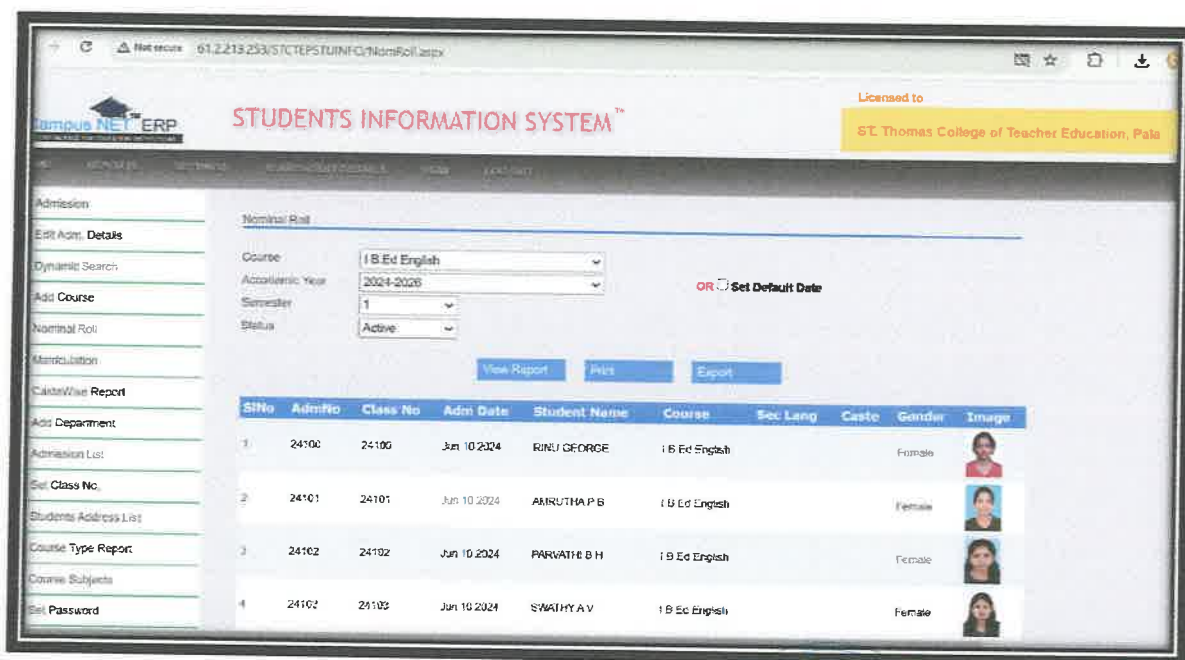 Not secure 61.2.213.253/STCTEPSTUINFO/NomRoll.aspx
Campus NET™ ERP
STUDENTS INFORMATION SYSTEM™
Licensed to
ST. Thomas College of Teacher Education, Pala
Admission
Edit Adm. Details
Dynamic Search
Add Course
Nominal Roll
Matriculation
CasteWise Report
Add Department
Admission List
Set Class No.
Students Address List
Course Type Report
Course Subjects
Set Password
Nominal Roll
Course I B.Ed English
Accademic Year 2024-2026
OR Set Default Date
Semester 1
Status Active
View Report Print Export
SlNo AdmNo Class No Adm Date Student Name Course Sec Lang Caste Gender Image
1 24100 24100 Jun 10 2024 RINU GEORGE I B Ed English Female
2 24101 24101 Jun 10 2024 AMRUTHA P B I B Ed English Female
3 24102 24102 Jun 10 2024 PARVATHI B H I B Ed English Female
4 24103 24103 Jun 10 2024 SWATHY A V I B Ed English Female